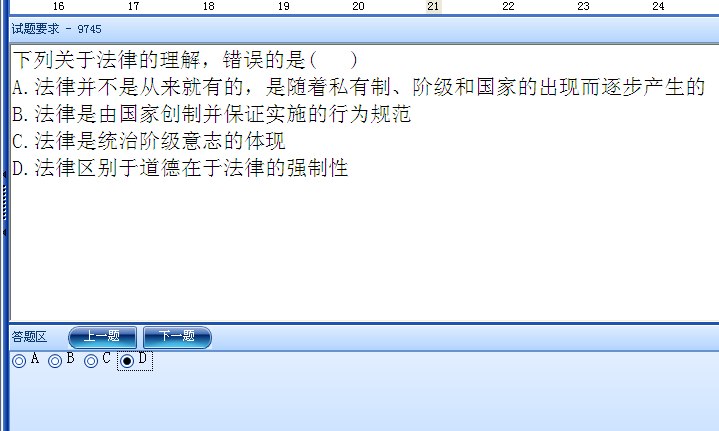 16 17 18 19 20 21 22 23 24
试题要求 - 9745
下列关于法律的理解，错误的是(   )
A.法律并不是从来就有的，是随着私有制、阶级和国家的出现而逐步产生的
B.法律是由国家创制并保证实施的行为规范
C.法律是统治阶级意志的体现
D.法律区别于道德在于法律的强制性
答题区 上一题 下一题
A B C D